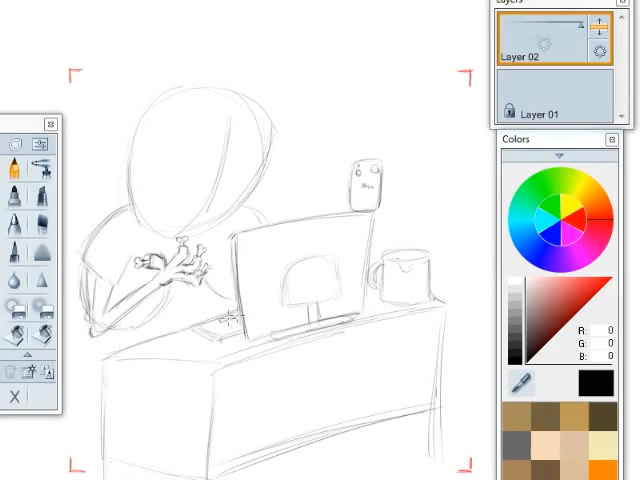 Layers
Layer 02
Layer 01
Colors
R: 0
G: 0
B: 0
X